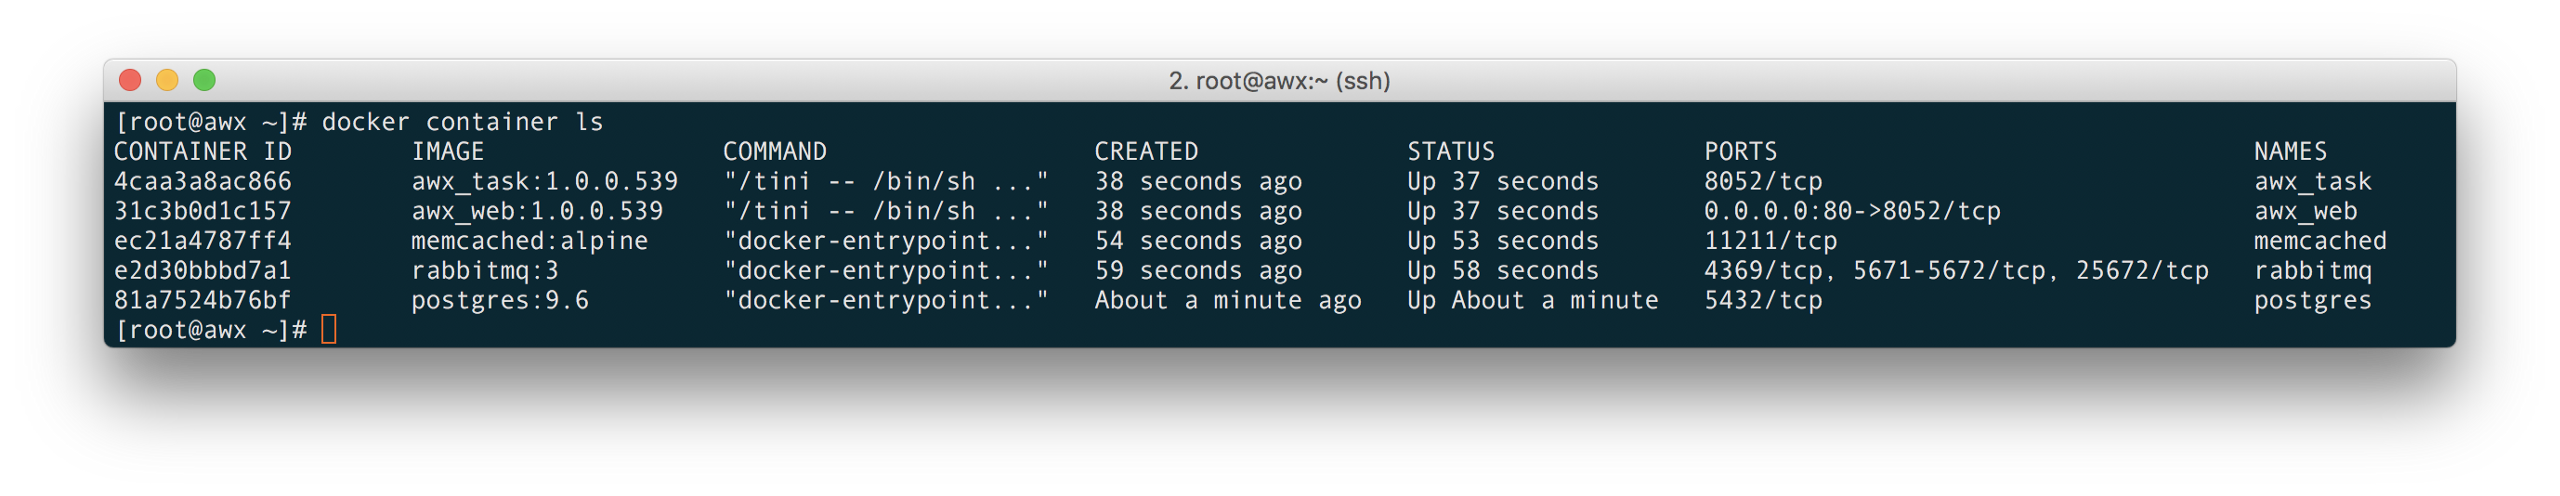 2. root@awx:~ (ssh)
[root@awx ~]# docker container ls
CONTAINER ID        IMAGE                COMMAND                  CREATED              STATUS              PORTS                                NAMES
4caa3a8ac866        awx_task:1.0.0.539   "/tini -- /bin/sh ..."   38 seconds ago       Up 37 seconds       8052/tcp                             awx_task
31c3b0d1c157        awx_web:1.0.0.539    "/tini -- /bin/sh ..."   38 seconds ago       Up 37 seconds       0.0.0.0:80->8052/tcp                 awx_web
ec21a4787ff4        memcached:alpine     "docker-entrypoint..."   54 seconds ago       Up 53 seconds       11211/tcp                            memcached
e2d30bbbd7a1        rabbitmq:3           "docker-entrypoint..."   59 seconds ago       Up 58 seconds       4369/tcp, 5671-5672/tcp, 25672/tcp   rabbitmq
81a7524b76bf        postgres:9.6         "docker-entrypoint..."   About a minute ago   Up About a minute   5432/tcp                             postgres
[root@awx ~]#